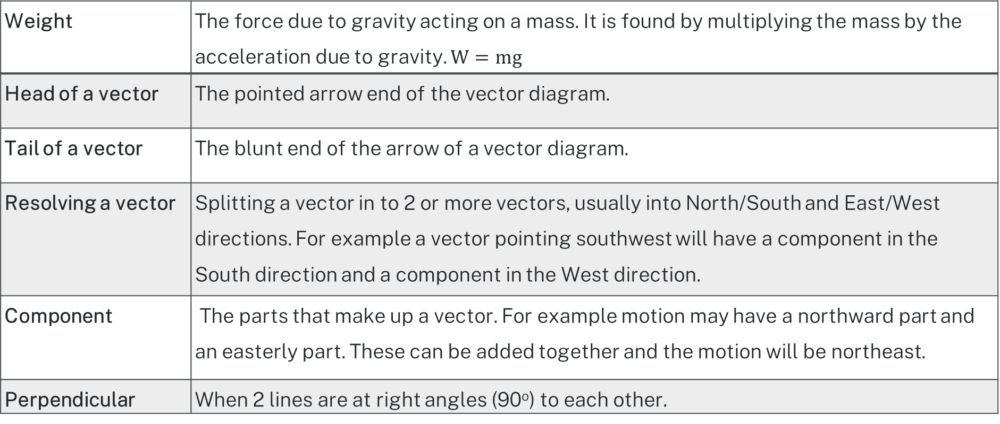 Weight
The force due to gravity acting on a mass. It is found by multiplying the mass by the
acceleration due to gravity. W = mg
Head of a vector
The pointed arrow end of the vector diagram.
Tail of a vector
The blunt end of the arrow of a vector diagram.
Resolving a vector
Splitting a vector in to 2 or more vectors, usually into North/South and East/West
directions. For example a vector pointing southwest will have a component in the
South direction and a component in the West direction.
Component
The parts that make up a vector. For example motion may have a northward part and
an easterly part. These can be added together and the motion will be northeast.
Perpendicular
When 2 lines are at right angles (90º) to each other.